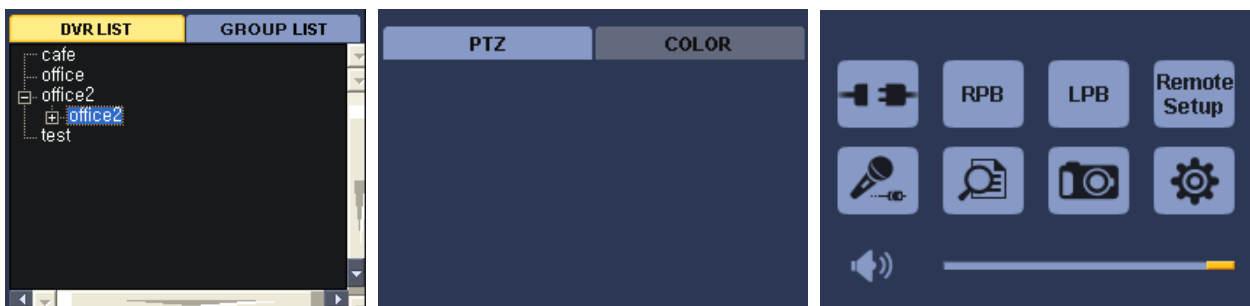 DVR LIST GROUP LIST
cafe
office
office2
office2
test
PTZ COLOR
RPB LPB Remote Setup